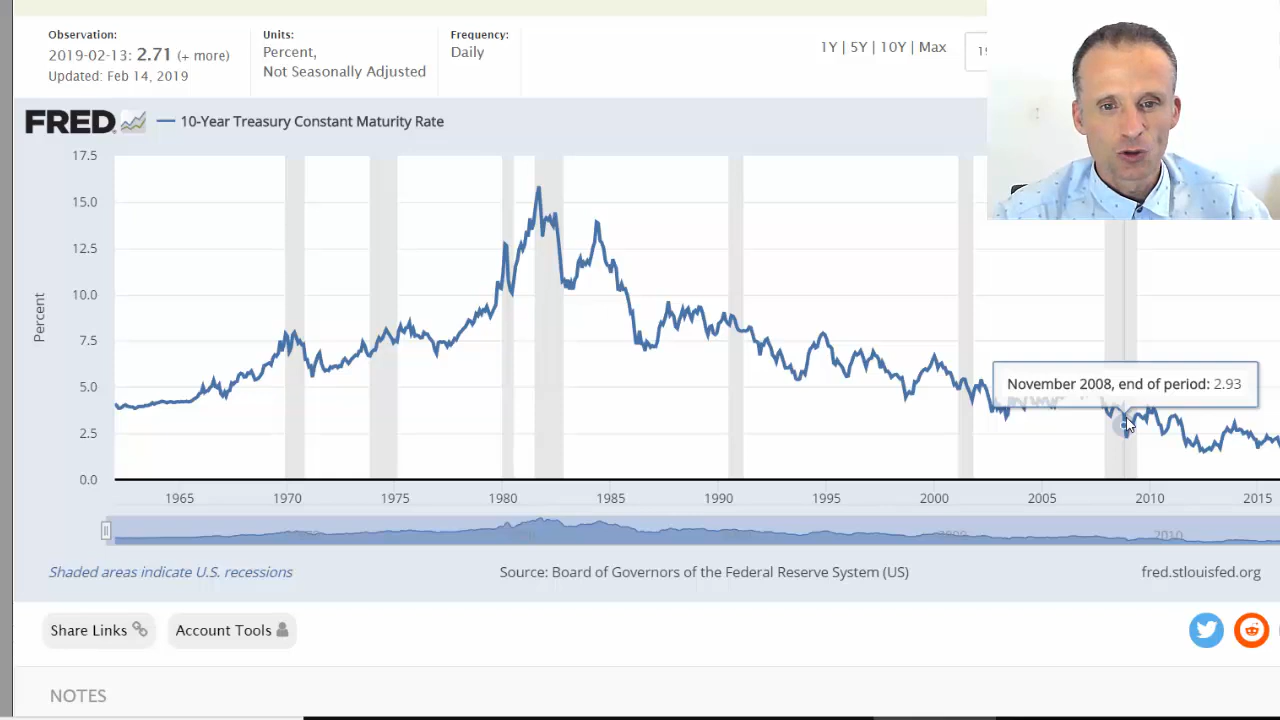 Observation:
2019-02-13: 2.71 (+ more)
Updated: Feb 14, 2019
Units:
Percent,
Not Seasonally Adjusted
Frequency:
Daily
1Y | 5Y | 10Y | Max
19
FRED
10-Year Treasury Constant Maturity Rate
17.5
15.0
12.5
10.0
7.5
5.0
2.5
0.0
Percent
November 2008, end of period: 2.93
1965
1970
1975
1980
1985
1990
1995
2000
2005
2010
2015
2000
2010
Shaded areas indicate U.S. recessions
Source: Board of Governors of the Federal Reserve System (US)
fred.stlouisfed.org
Share Links
Account Tools
NOTES